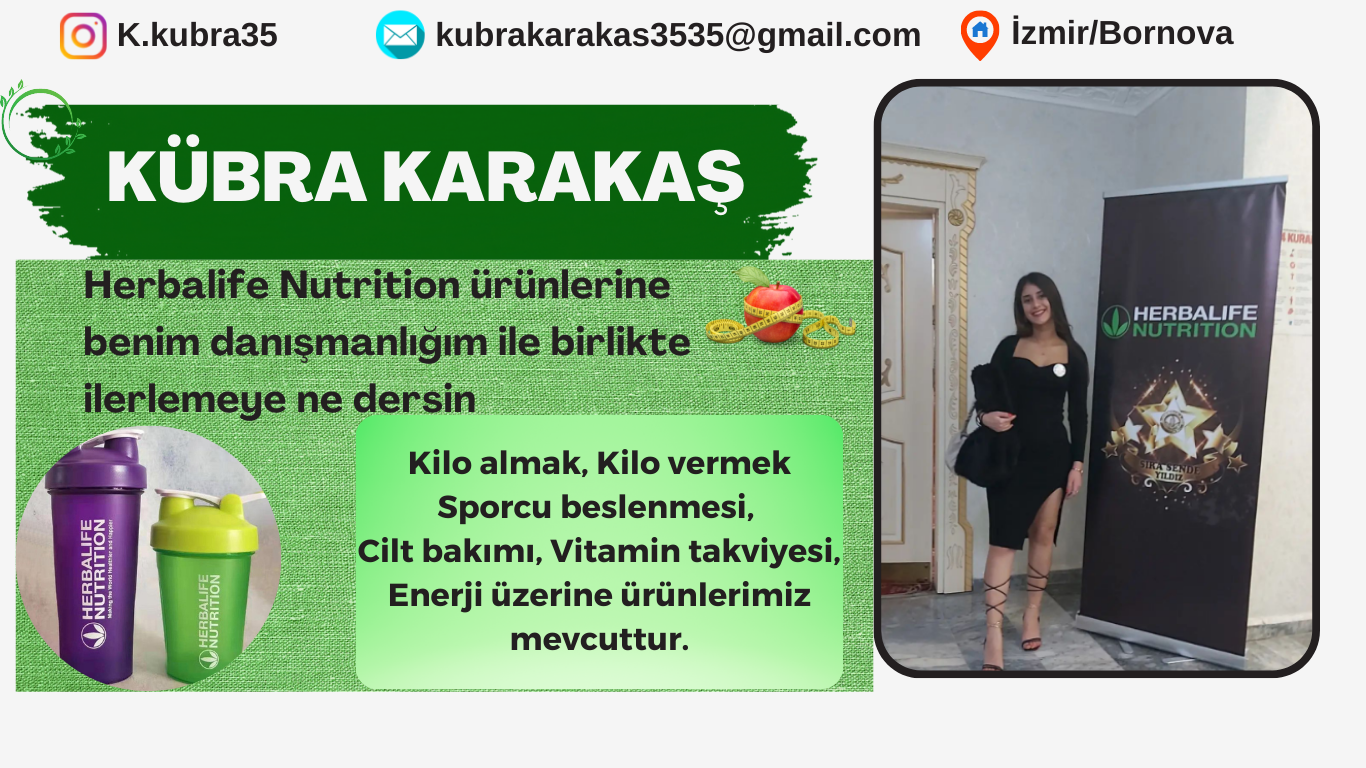 K.kubra35
kubrakarakas3535@gmail.com
İzmir/Bornova
KÜBRA KARAKAŞ
Herbalife Nutrition ürünlerine
benim danışmanlığım ile birlikte
ilerlemeye ne dersin
Kilo almak, Kilo vermek
Sporcu beslenmesi,
Cilt bakımı, Vitamin takviyesi,
Enerji üzerine ürünlerimiz
mevcuttur.
HERBALIFE
NUTRITION
HERBALIFE
NUTRITION
HERBALIFE
NUTRITION
SIRA SENDE
YILDIZ
KURAL